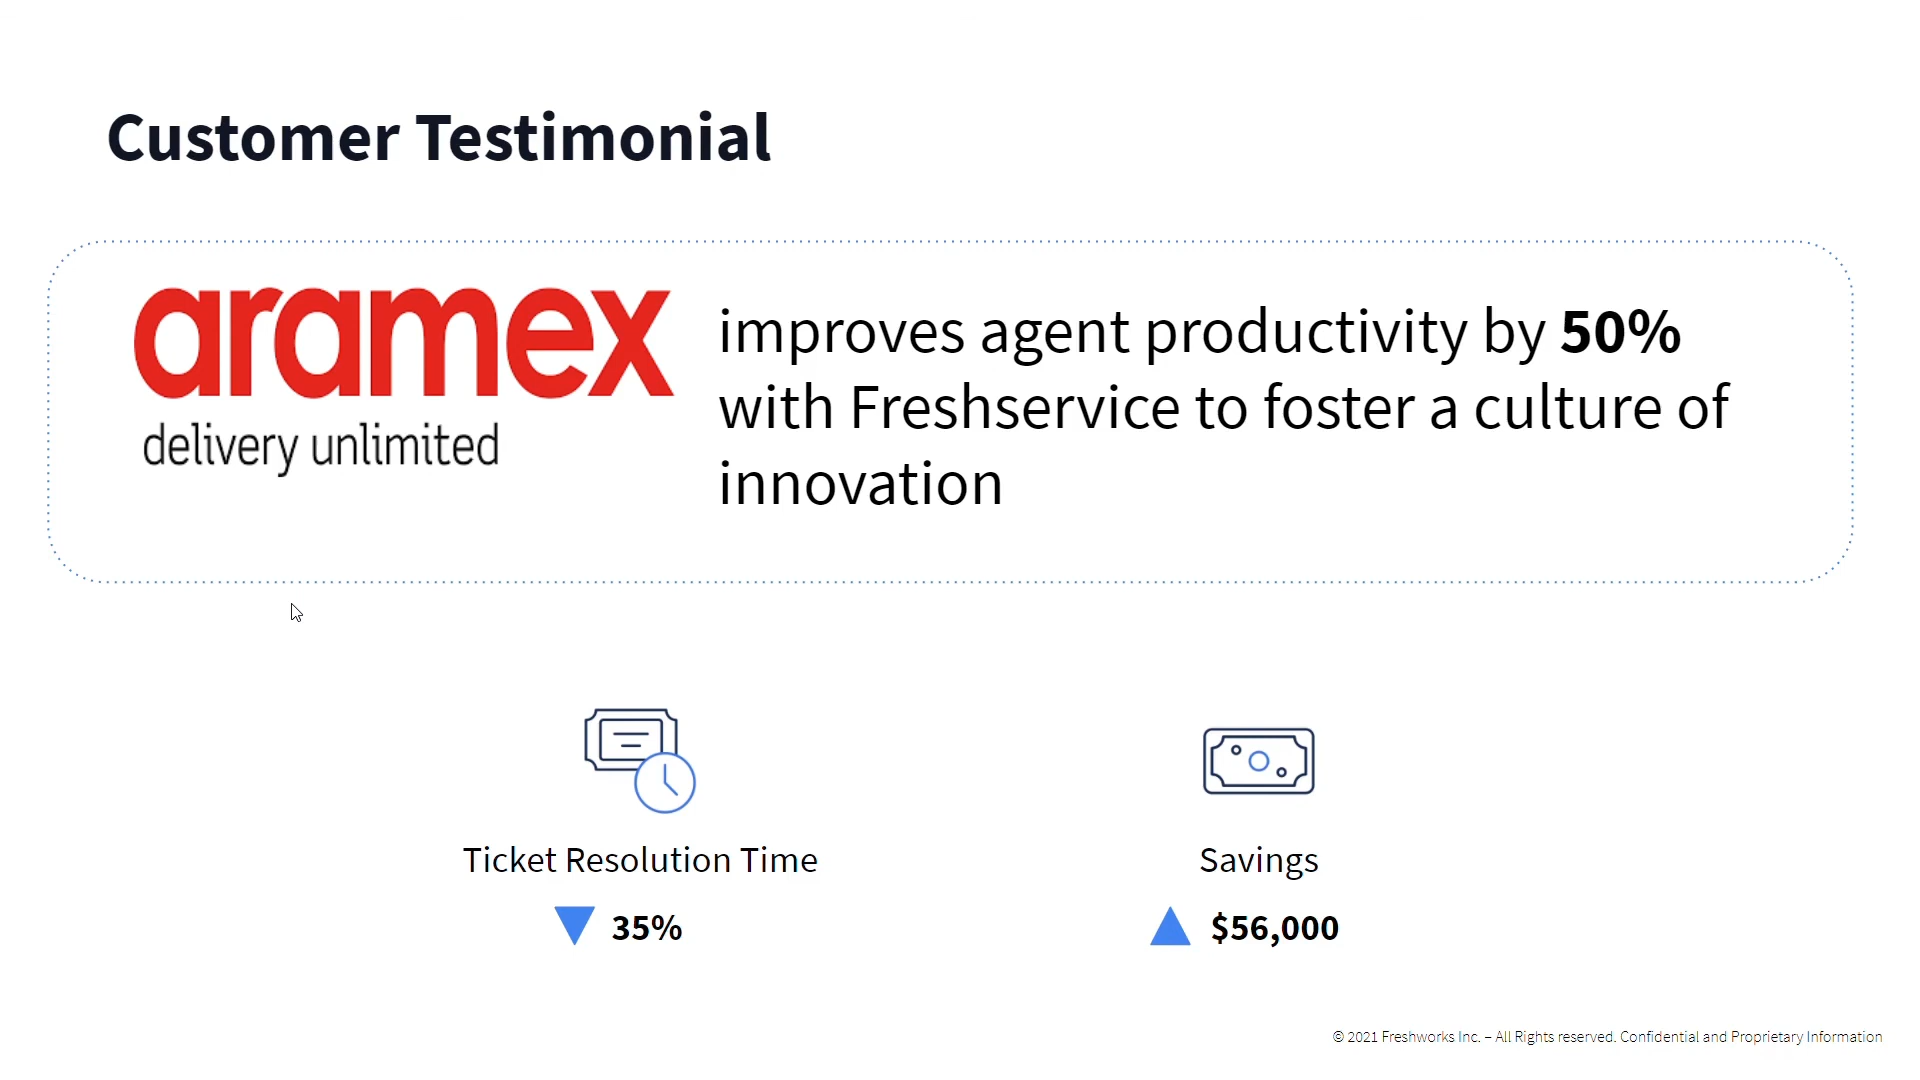 Customer Testimonial
aramex
delivery unlimited
improves agent productivity by 50%
with Freshservice to foster a culture of
innovation
Ticket Resolution Time
35%
Savings
$56,000
© 2021 Freshworks Inc. – All Rights reserved. Confidential and Proprietary Information